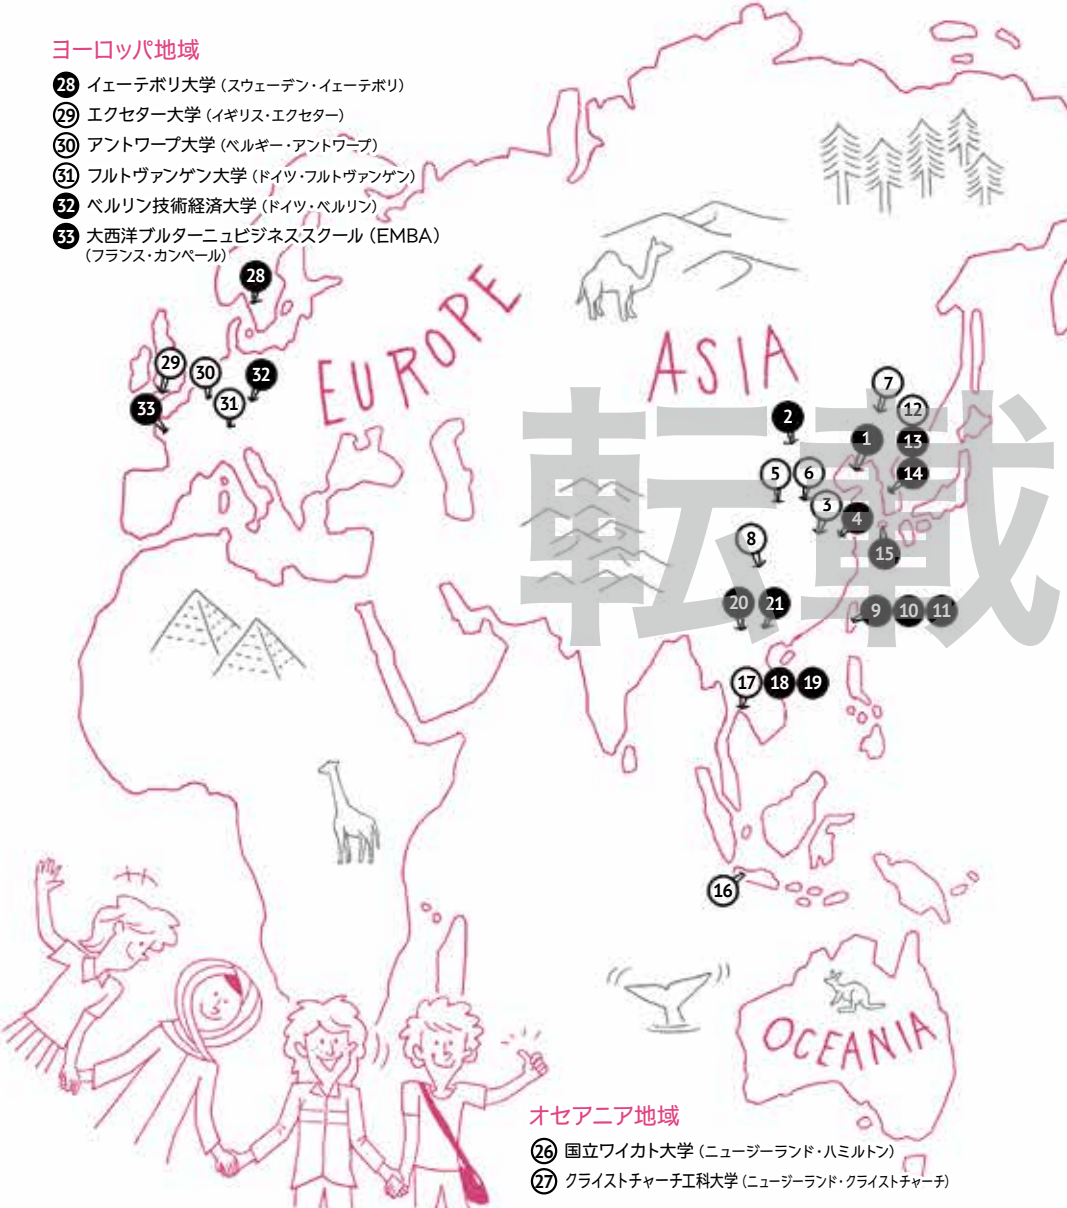 ヨーロッパ地域
28 イェーテボリ大学（スウェーデン・イェーテボリ）
29 エクセター大学（イギリス・エクセター）
30 アントワープ大学（ベルギー・アントワープ）
31 フルトヴァンゲン大学（ドイツ・フルトヴァンゲン）
32 ベルリン技術経済大学（ドイツ・ベルリン）
33 大西洋ブルターニュビジネススクール（EMBA）
（フランス・カンペール）
28
EUROPE
29
30
32
33
31
ASIA
7
2
12
1
13
5
6
14
3
4
8
15
20
21
9
10
11
17
18
19
転載
16
OCEANIA
オセアニア地域
26 国立ワイカト大学（ニュージーランド・ハミルトン）
27 クライストチャーチ工科大学（ニュージーランド・クライストチャーチ）